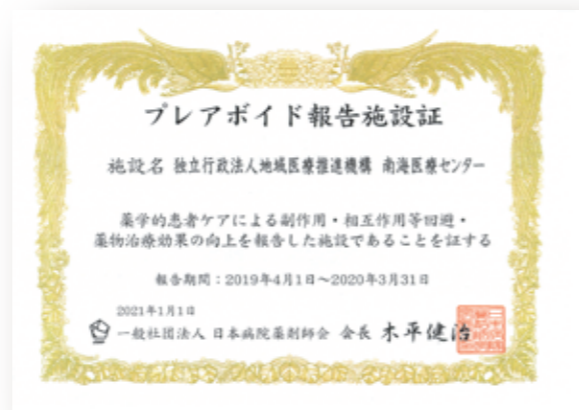 プレアボイド報告施設証
施設名 独立行政法人地域医療推進機構 南海医療センター
薬学的患者ケアによる副作用・相互作用等回避・
薬物治療効果の向上を報告した施設であることを証する
報告期間：2019年4月1日～2020年3月31日
2021年1月1日
一般社団法人 日本病院薬剤師会 会長 木平健治